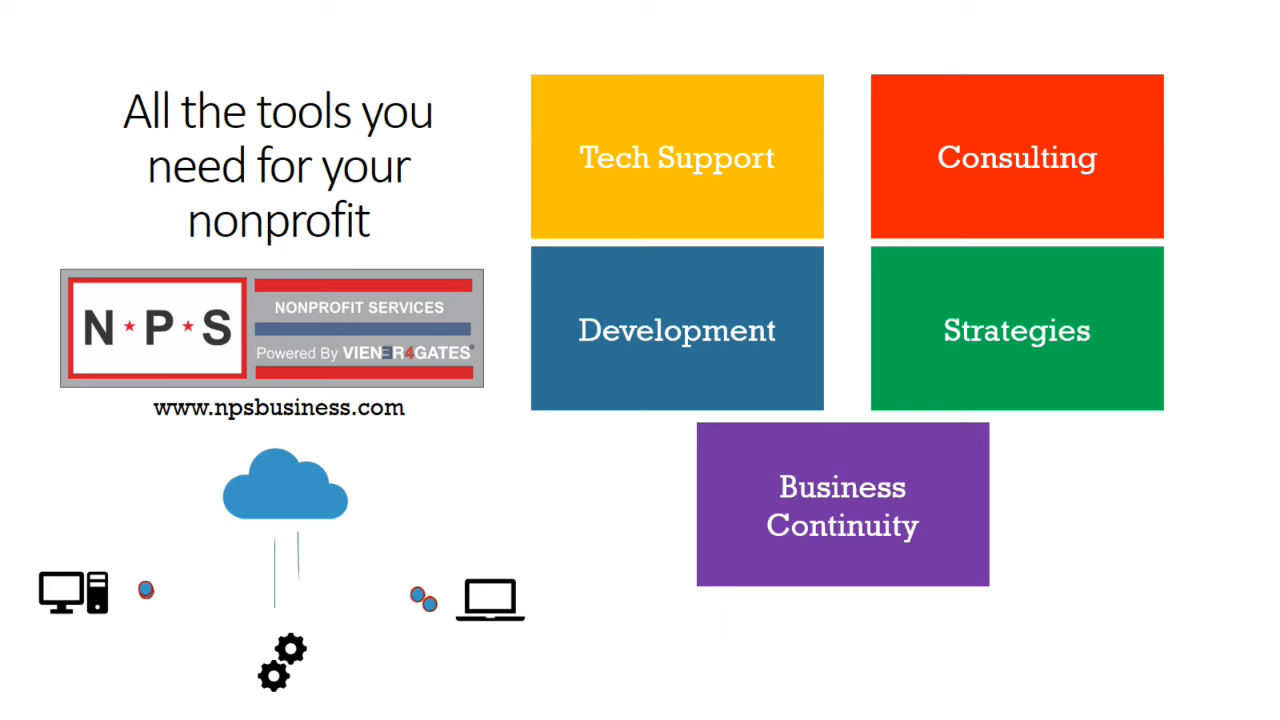 All the tools you
need for your
nonprofit
N★P★S
NONPROFIT SERVICES
Powered By VIENER4GATES
www.npsbusiness.com
Tech Support
Consulting
Development
Strategies
Business
Continuity